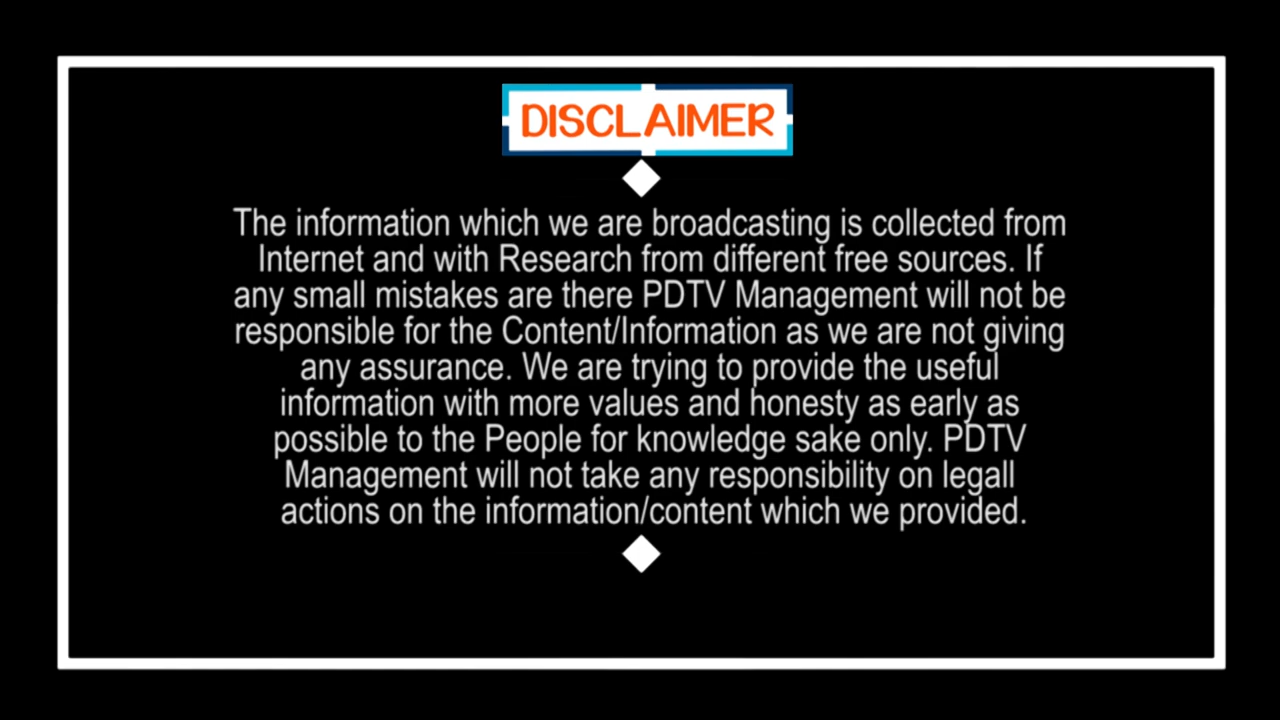 DISCLAIMER
The information which we are broadcasting is collected from
Internet and with Research from different free sources. If
any small mistakes are there PDTV Management will not be
responsible for the Content/Information as we are not giving
any assurance. We are trying to provide the useful
information with more values and honesty as early as
possible to the People for knowledge sake only. PDTV
Management will not take any responsibility on legall
actions on the information/content which we provided.